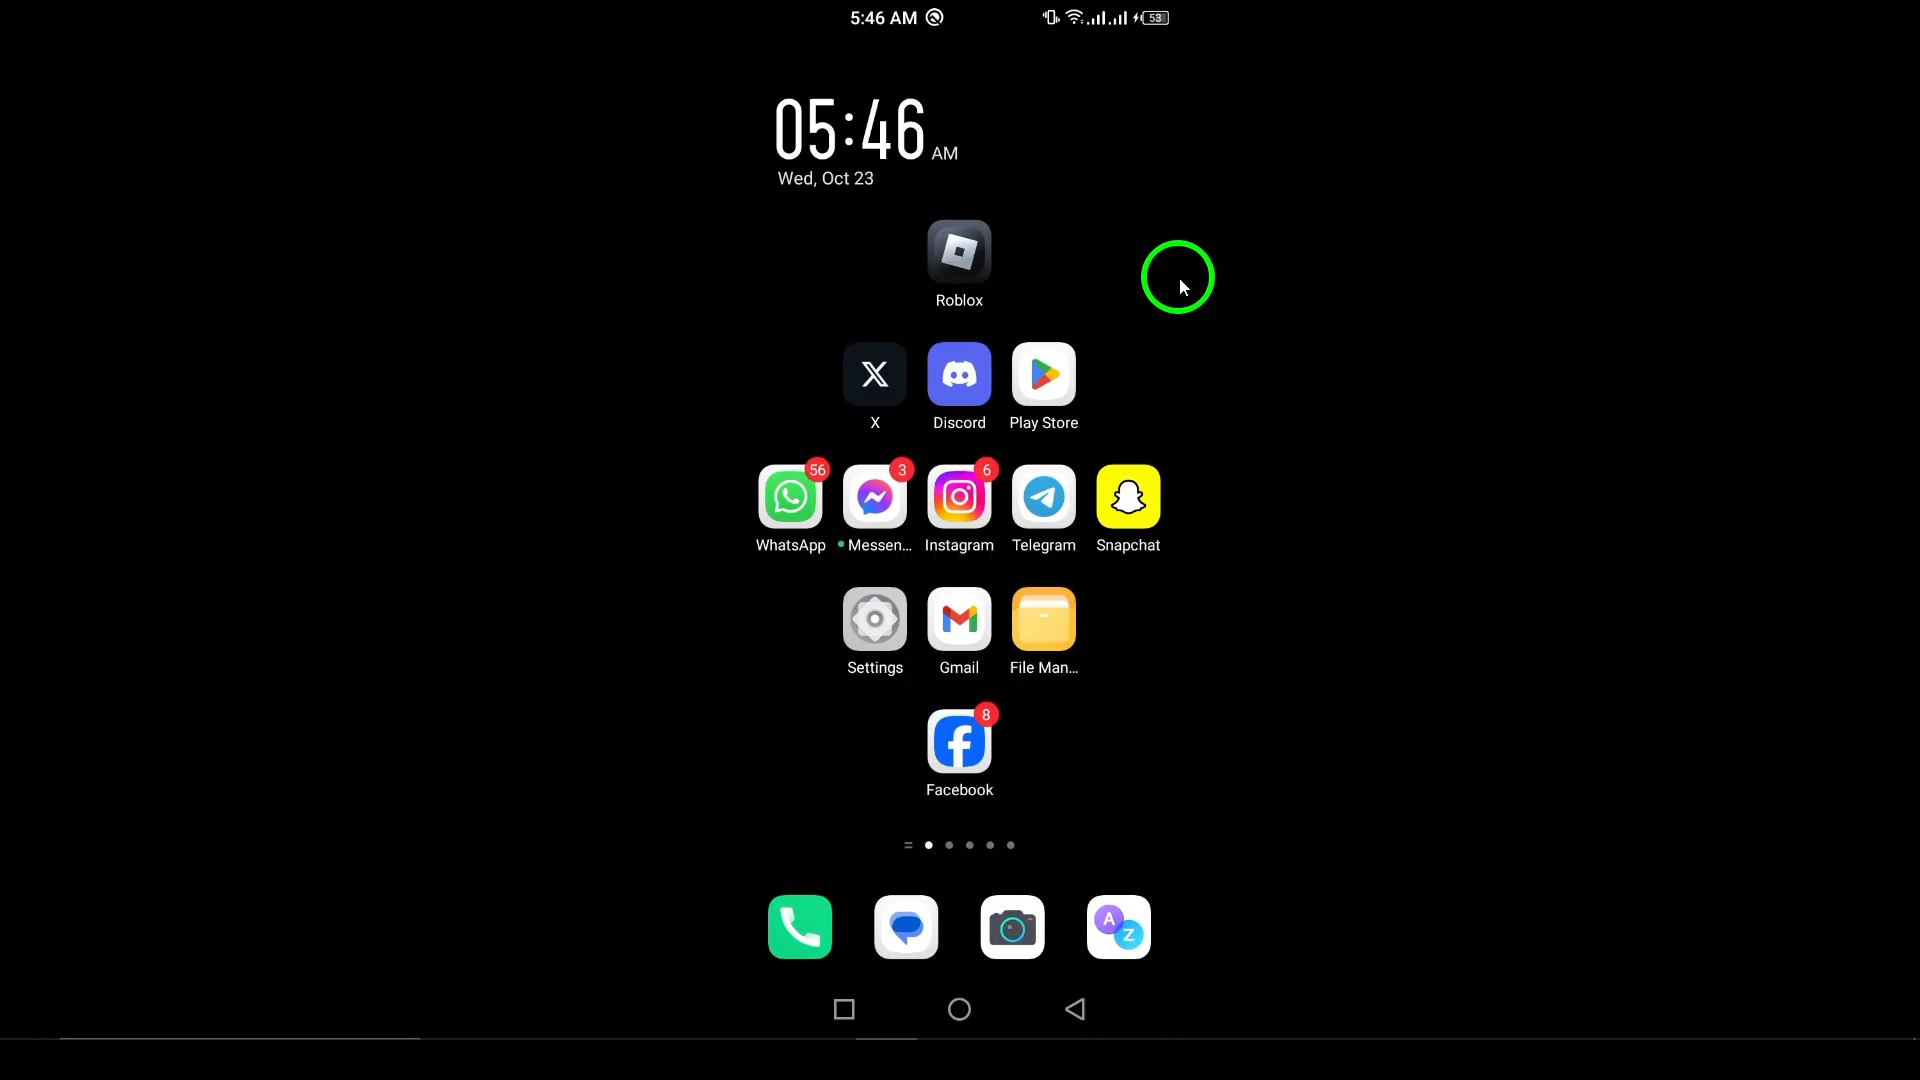 5:46 AM
53
05:46 AM
Wed, Oct 23
Roblox
X Discord Play Store
56 3 6
WhatsApp Messen... Instagram Telegram Snapchat
Settings Gmail File Man...
8
Facebook
A Z